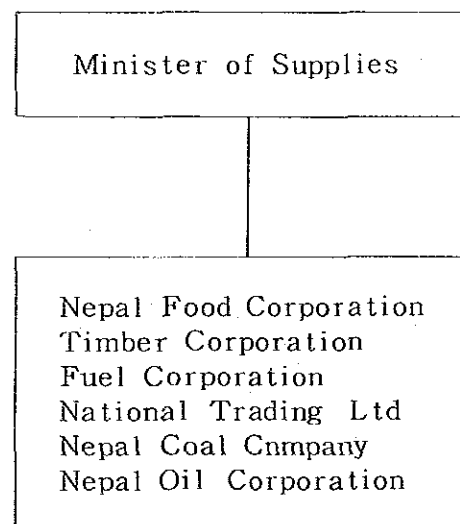 Minister of Supplies
Nepal Food Corporation
Timber Corporation
Fuel Corporation
National Trading Ltd
Nepal Coal Cnmpany
Nepal Oil Corporation